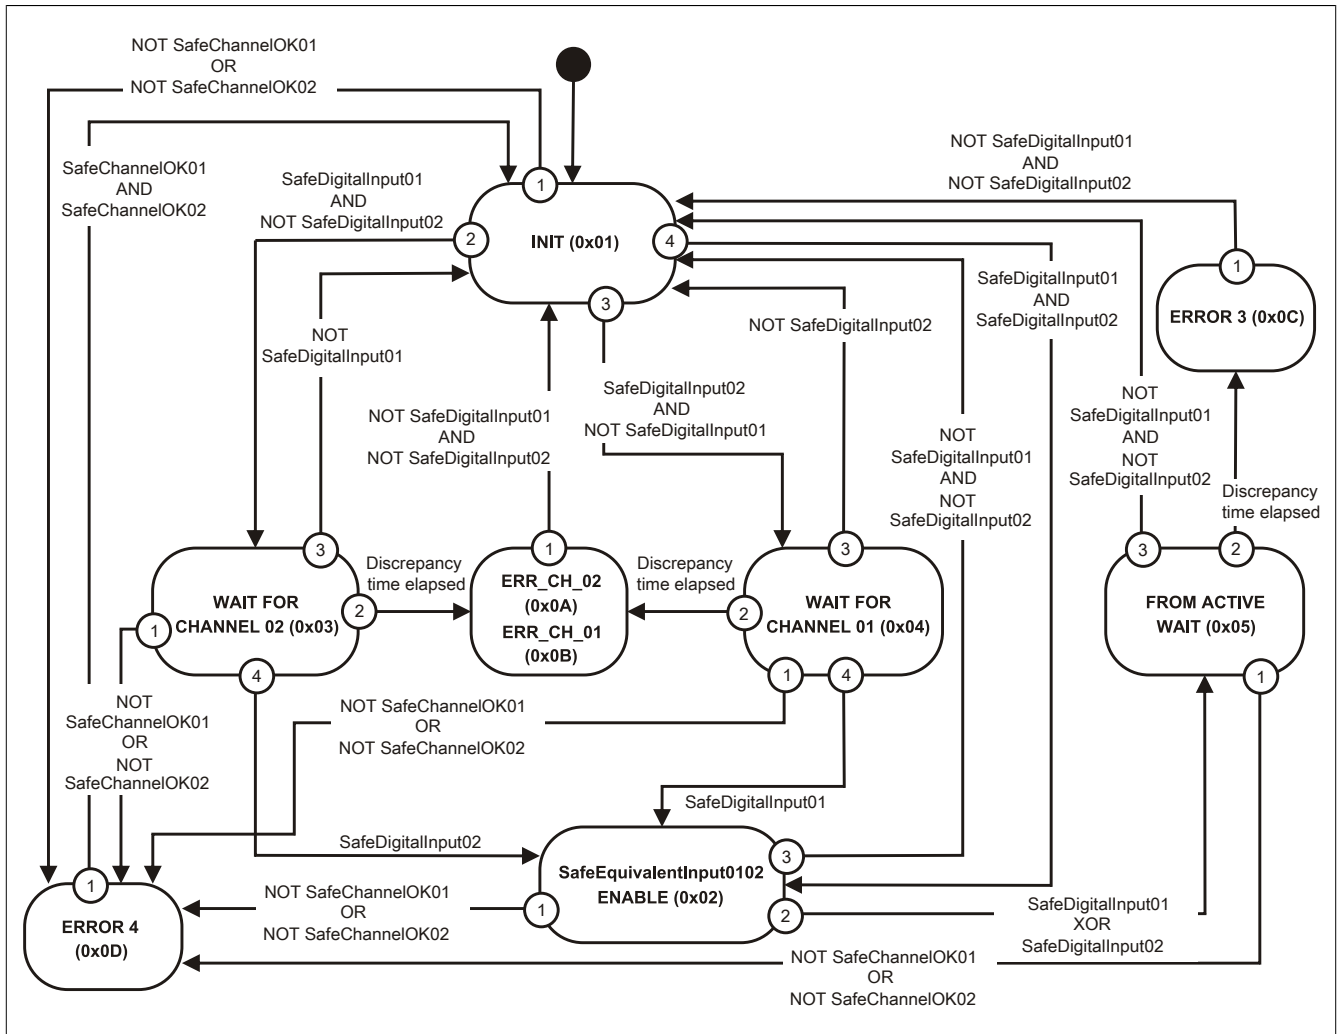 NOT SafeChannelOK01
OR
NOT SafeChannelOK02
SafeChannelOK01
AND
SafeChannelOK02
SafeDigitalInput01
AND
NOT SafeDigitalInput02
1
2
INIT (0x01)
4
3
NOT SafeDigitalInput01
AND
NOT SafeDigitalInput02
1
ERROR 3 (0x0C)
SafeDigitalInput01
AND
SafeDigitalInput02
NOT
SafeDigitalInput01
NOT SafeDigitalInput02
NOT SafeDigitalInput01
AND
NOT SafeDigitalInput02
SafeDigitalInput02
AND
NOT SafeDigitalInput01
NOT
SafeDigitalInput01
AND
NOT
SafeDigitalInput02
NOT
SafeDigitalInput01
AND
NOT
SafeDigitalInput02
Discrepancy
time elapsed
3
WAIT FOR
CHANNEL 02 (0x03)
1
2
4
Discrepancy
time elapsed
1
ERR_CH_02
(0x0A)
ERR_CH_01
(0x0B)
Discrepancy
time elapsed
3
2
WAIT FOR
CHANNEL 01 (0x04)
1
4
3
2
FROM ACTIVE
WAIT (0x05)
1
NOT
SafeChannelOK01
OR
NOT
SafeChannelOK02
NOT SafeChannelOK01
OR
NOT SafeChannelOK02
SafeDigitalInput01
SafeDigitalInput02
SafeEquivalentInput0102
ENABLE (0x02)
3
1
2
1
ERROR 4
(0x0D)
NOT SafeChannelOK01
OR
NOT SafeChannelOK02
SafeDigitalInput01
XOR
SafeDigitalInput02
NOT SafeChannelOK01
OR
NOT SafeChannelOK02